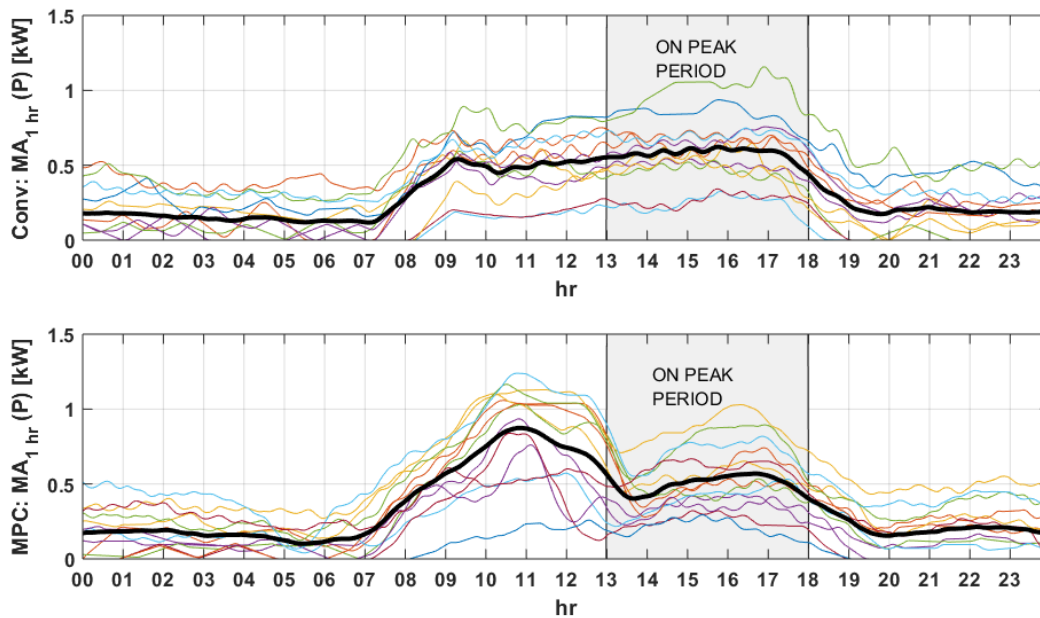 Conv: MA1 hr (P) [kW]
1.5
1
0.5
0
ON PEAK
PERIOD
00 01 02 03 04 05 06 07 08 09 10 11 12 13 14 15 16 17 18 19 20 21 22 23
hr
MPC: MA1 hr (P) [kW]
1.5
1
0.5
0
ON PEAK
PERIOD
00 01 02 03 04 05 06 07 08 09 10 11 12 13 14 15 16 17 18 19 20 21 22 23
hr